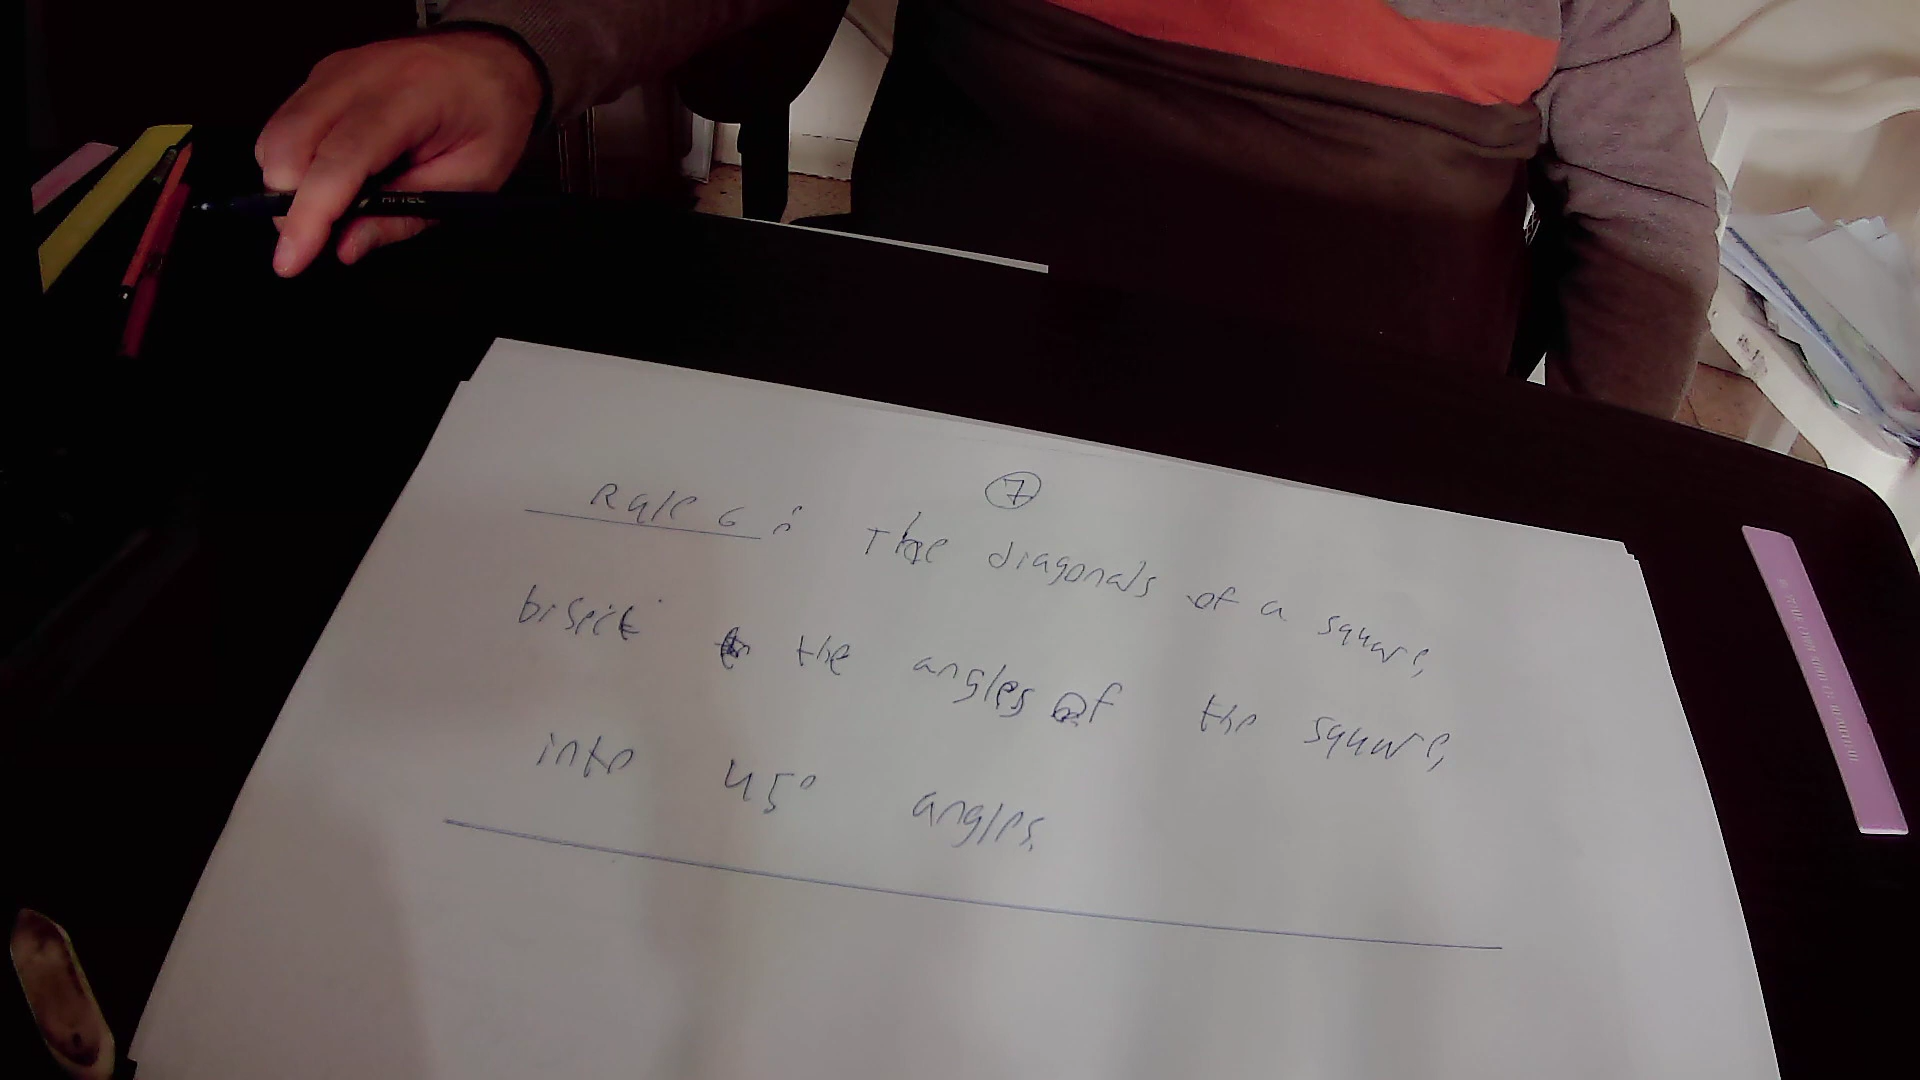 7
Rule 6: The diagonals of a square,
bisect the angles of the square,
into 45° angles.